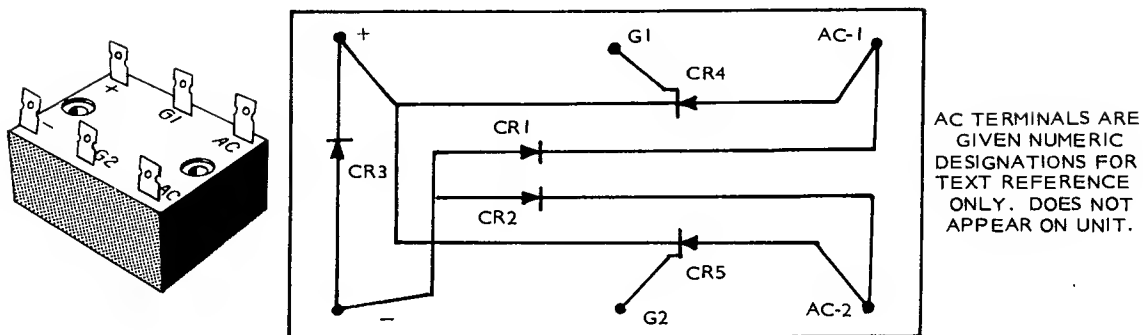 +
G1
AC
-
G2
AC
+
G1
AC-1
CR4
CR1
CR3
CR2
CR5
-
G2
AC-2
AC TERMINALS ARE
GIVEN NUMERIC
DESIGNATIONS FOR
TEXT REFERENCE
ONLY. DOES NOT
APPEAR ON UNIT.